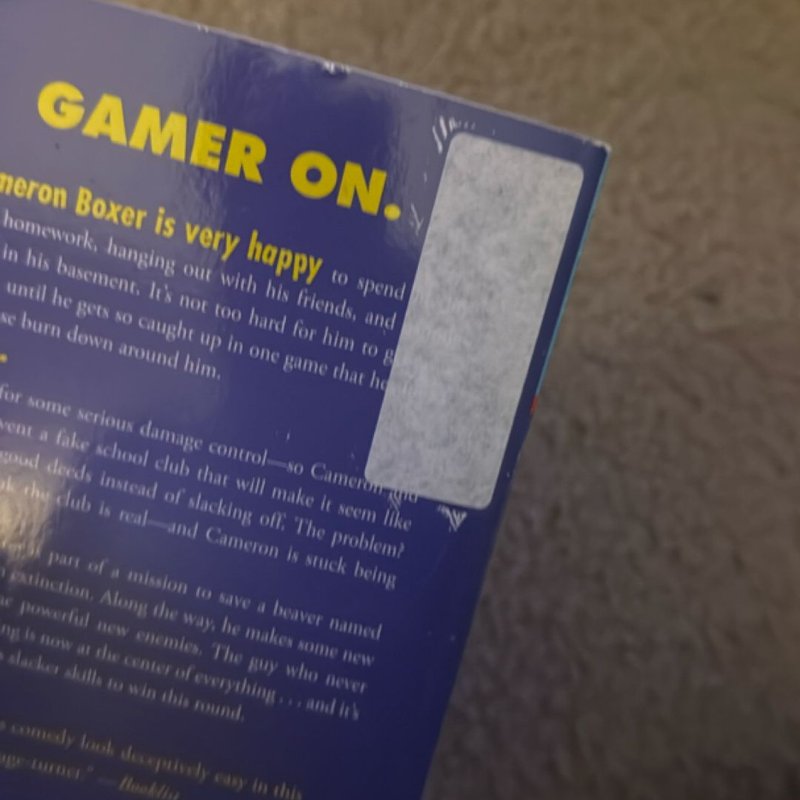 GAMER ON.
meron Boxer is very happy to spend
homework, hanging out with his friends, and
in his basement. It's not too hard for him to g
until he gets so caught up in one game that he
se burn down around him.
for some serious damage control—so Cameron and
vent a fake school club that will make it seem like
good deeds instead of slacking off. The problem?
ok the club is real—and Cameron is stuck being
part of a mission to save a beaver named
extinction. Along the way, he makes some new
powerful new enemies. The guy who never
ng is now at the center of everything . . . and it's
slacker skills to win this round.
comedy look deceptively easy in this
age-turner." —Booklist